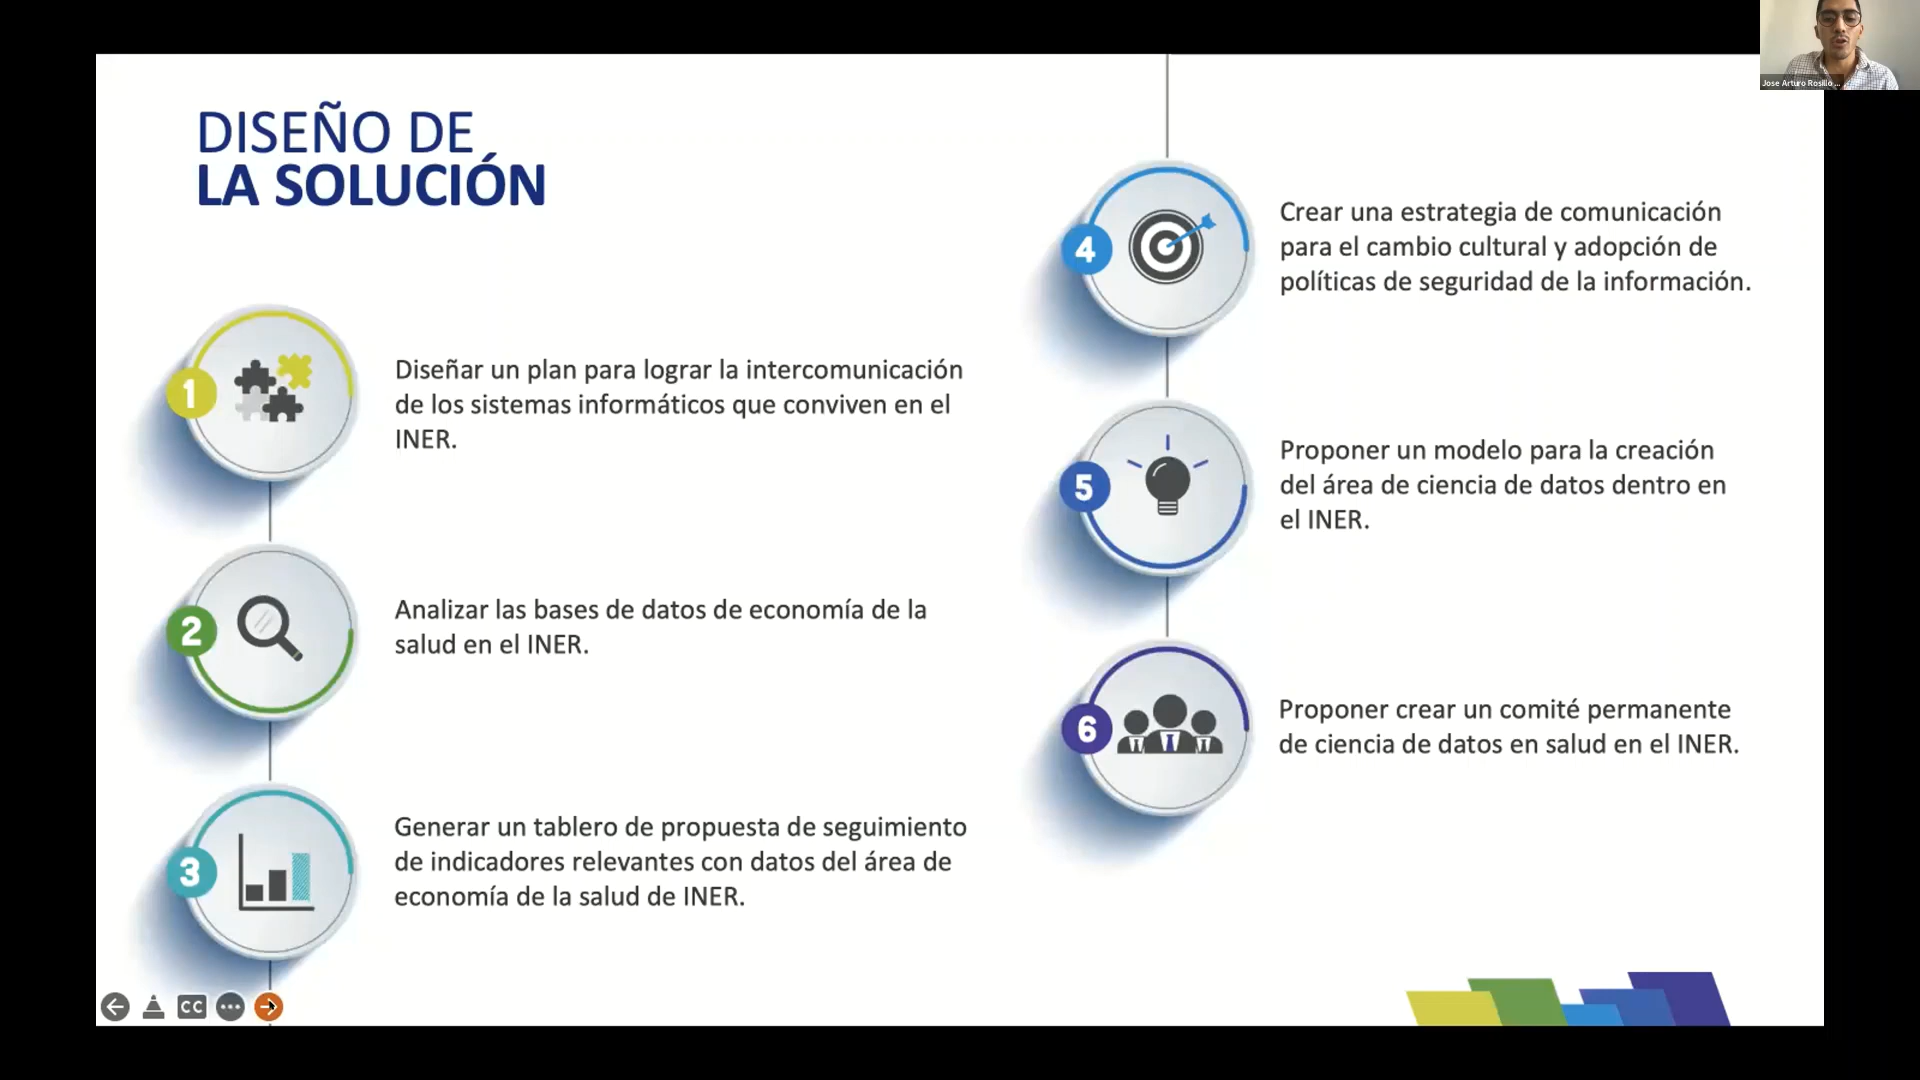 DISEÑO DE
LA SOLUCIÓN
1
Diseñar un plan para lograr la intercomunicación
de los sistemas informáticos que conviven en el
INER.
2
Analizar las bases de datos de economía de la
salud en el INER.
3
Generar un tablero de propuesta de seguimiento
de indicadores relevantes con datos del área de
economía de la salud de INER.
4
Crear una estrategia de comunicación
para el cambio cultural y adopción de
políticas de seguridad de la información.
5
Proponer un modelo para la creación
del área de ciencia de datos dentro en
el INER.
6
Proponer crear un comité permanente
de ciencia de datos en salud en el INER.
CC
Jose Arturo Rosillo ...